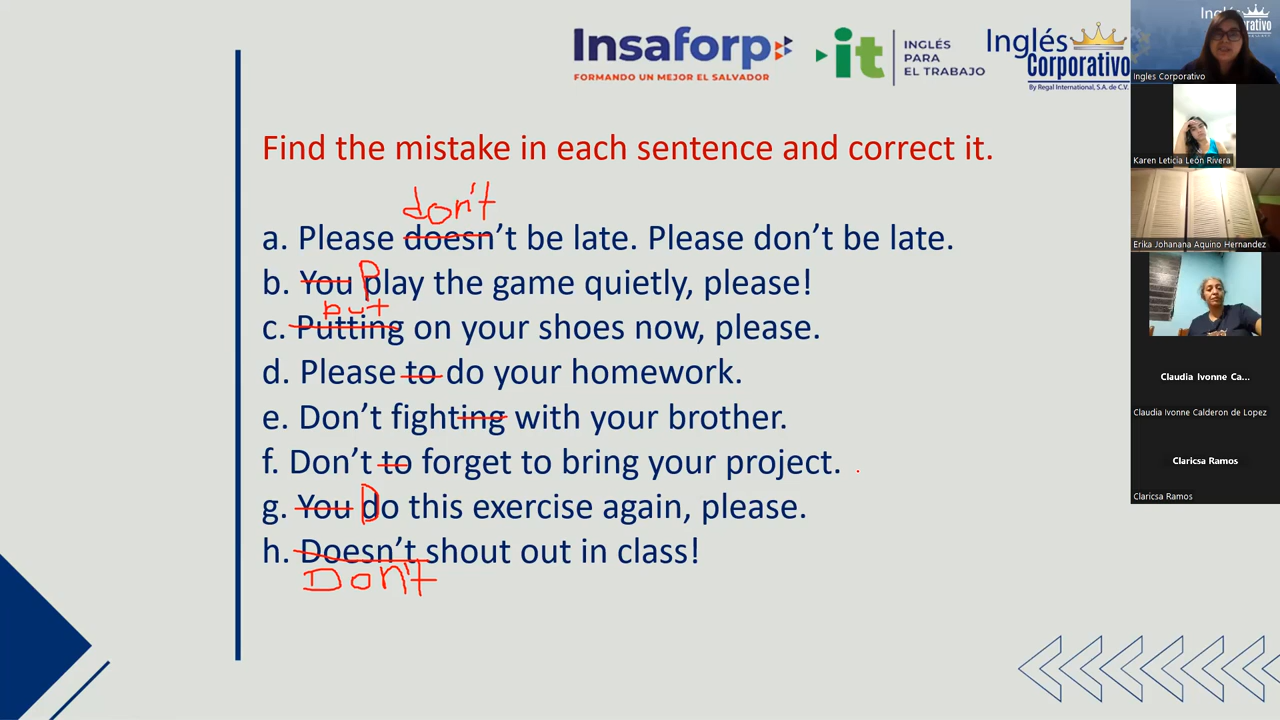 Insaforp
FORMANDO UN MEJOR EL SALVADOR
it
INGLÉS
PARA
EL TRABAJO
Inglés
Corporativo
By Regal International, S.A. de C.V.
Find the mistake in each sentence and correct it.
don't
a. Please doesn't be late. Please don't be late.
P
b. You play the game quietly, please!
put
c. Putting on your shoes now, please.
d. Please to do your homework.
e. Don't fighting with your brother.
f. Don't to forget to bring your project.
D
g. You do this exercise again, please.
h. Doesn't shout out in class!
Don't
Ingles Corporativo
Karen Leticia León Rivera
Erika Johanana Aquino Hernandez
Claudia Ivonne Ca...
Claudia Ivonne Calderon de Lopez
Claricsa Ramos
Claricsa Ramos